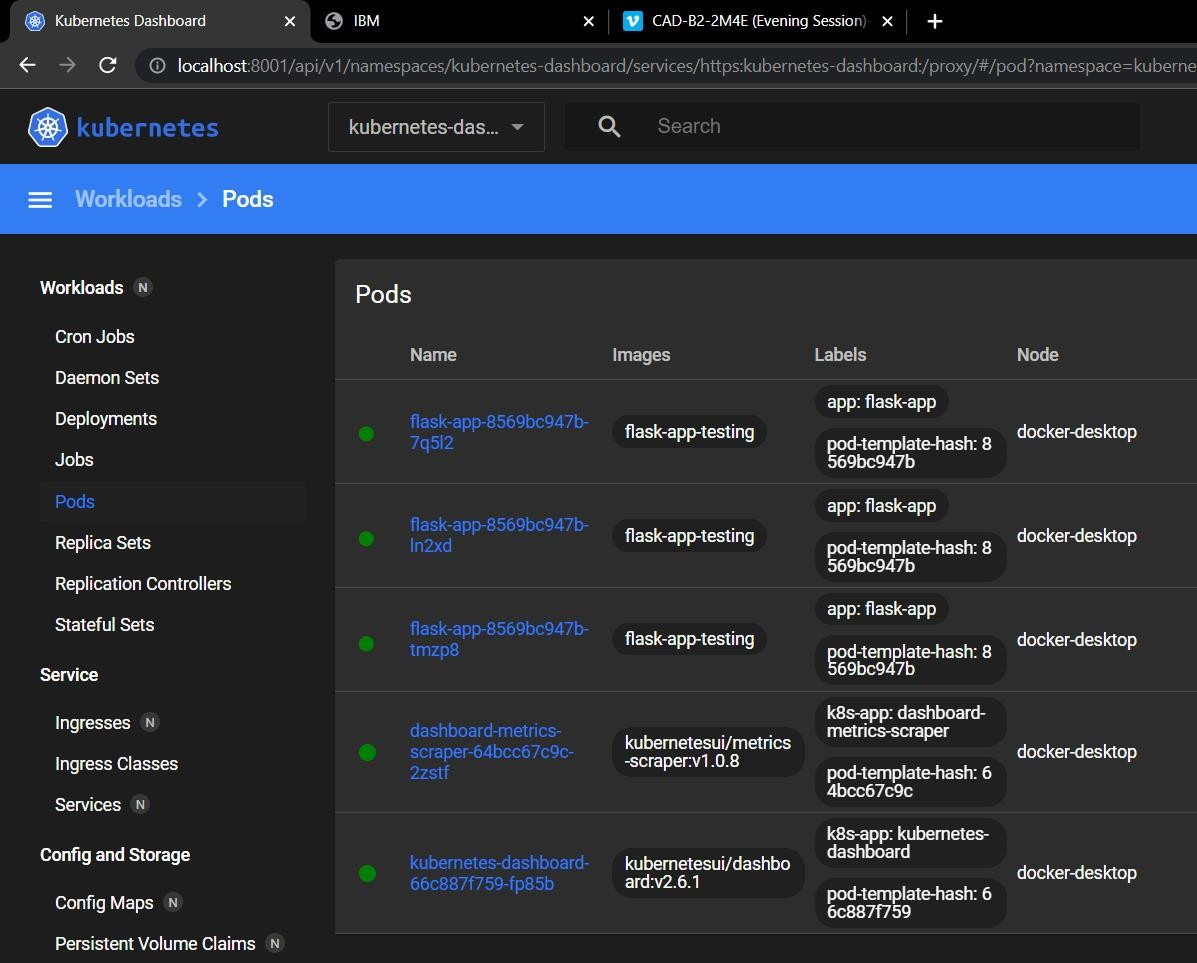 Kubernetes Dashboard
IBM
CAD-B2-2M4E (Evening Session)
localhost:8001/api/v1/namespaces/kubernetes-dashboard/services/https:kubernetes-dashboard:/proxy/#/pod?namespace=kuberne
kubernetes
kubernetes-das...
Search
Workloads > Pods
Workloads N
Cron Jobs
Daemon Sets
Deployments
Jobs
Pods
Replica Sets
Replication Controllers
Stateful Sets
Service
Ingresses N
Ingress Classes
Services N
Config and Storage
Config Maps N
Persistent Volume Claims N
Pods
Name Images Labels Node
flask-app-8569bc947b-
7q5l2
flask-app-testing
app: flask-app
pod-template-hash: 8
569bc947b
docker-desktop
flask-app-8569bc947b-
ln2xd
flask-app-testing
app: flask-app
pod-template-hash: 8
569bc947b
docker-desktop
flask-app-8569bc947b-
tmzp8
flask-app-testing
app: flask-app
pod-template-hash: 8
569bc947b
docker-desktop
dashboard-metrics-
scraper-64bcc67c9c-
2zstf
kubernetesui/metrics
-scraper:v1.0.8
k8s-app: dashboard-
metrics-scraper
pod-template-hash: 6
4bcc67c9c
docker-desktop
kubernetes-dashboard-
66c887f759-fp85b
kubernetesui/dashbo
ard:v2.6.1
k8s-app: kubernetes-
dashboard
pod-template-hash: 6
6c887f759
docker-desktop